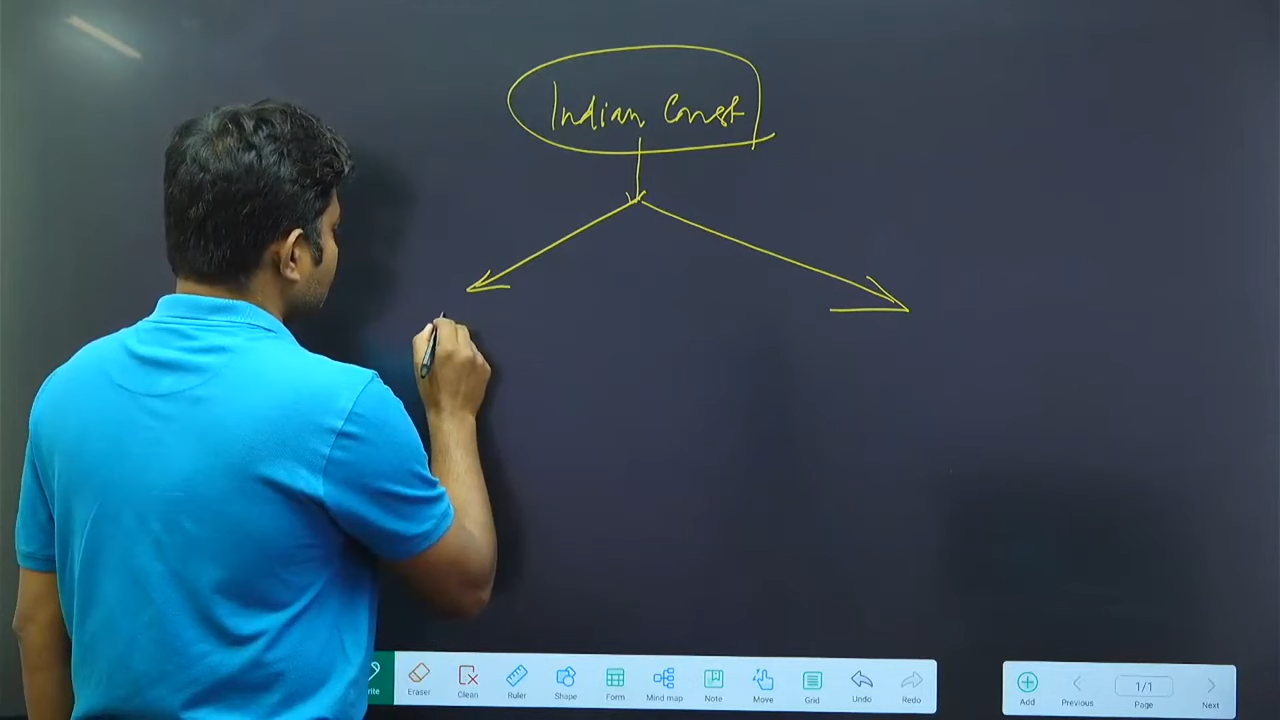 Indian Const
Eraser
Clean
Ruler
Shape
Form
Mind map
Note
Move
Grid
Undo
Redo
Add
Previous
1/1
Page
Next